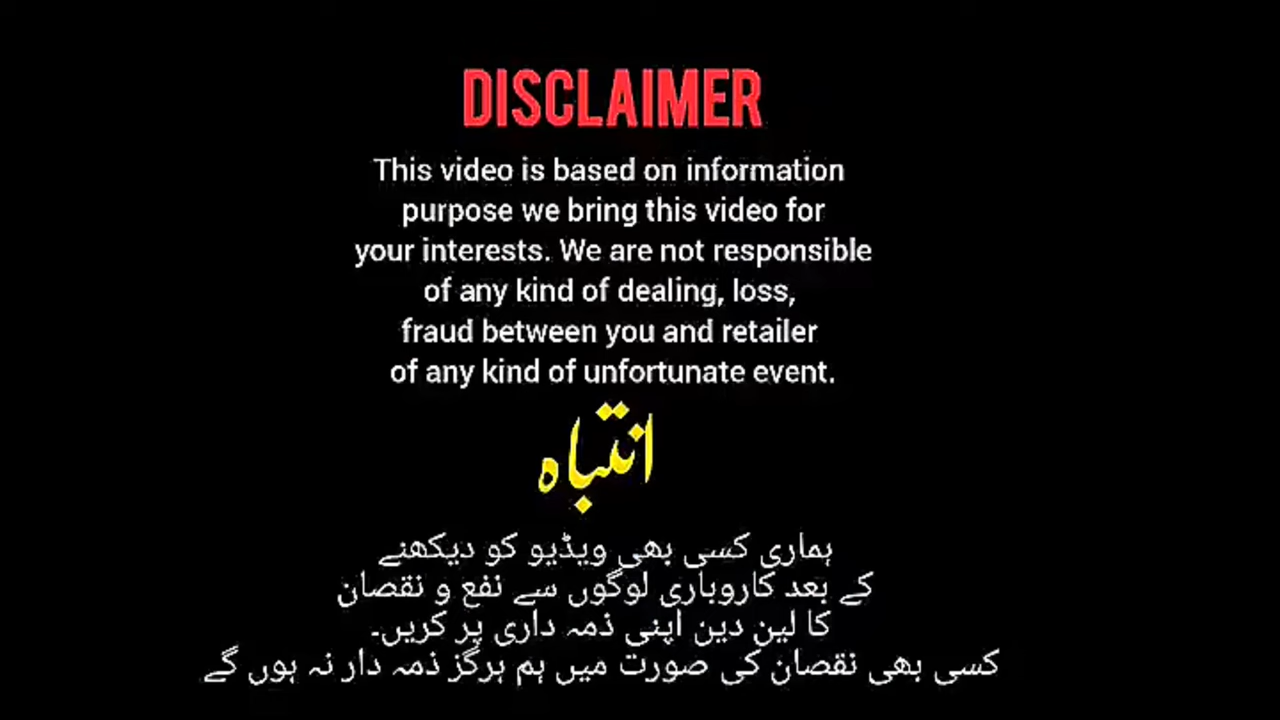 DISCLAIMER
This video is based on information
purpose we bring this video for
your interests. We are not responsible
of any kind of dealing, loss,
fraud between you and retailer
of any kind of unfortunate event.
انتباہ
ہماری کسی بھی ویڈیو کو دیکھنے
کے بعد کاروباری لوگوں سے نفع و نقصان
کا لین دین اپنی ذمہ داری پر کریں۔
کسی بھی نقصان کی صورت میں ہم ہرگز ذمہ دار نہ ہوں گے